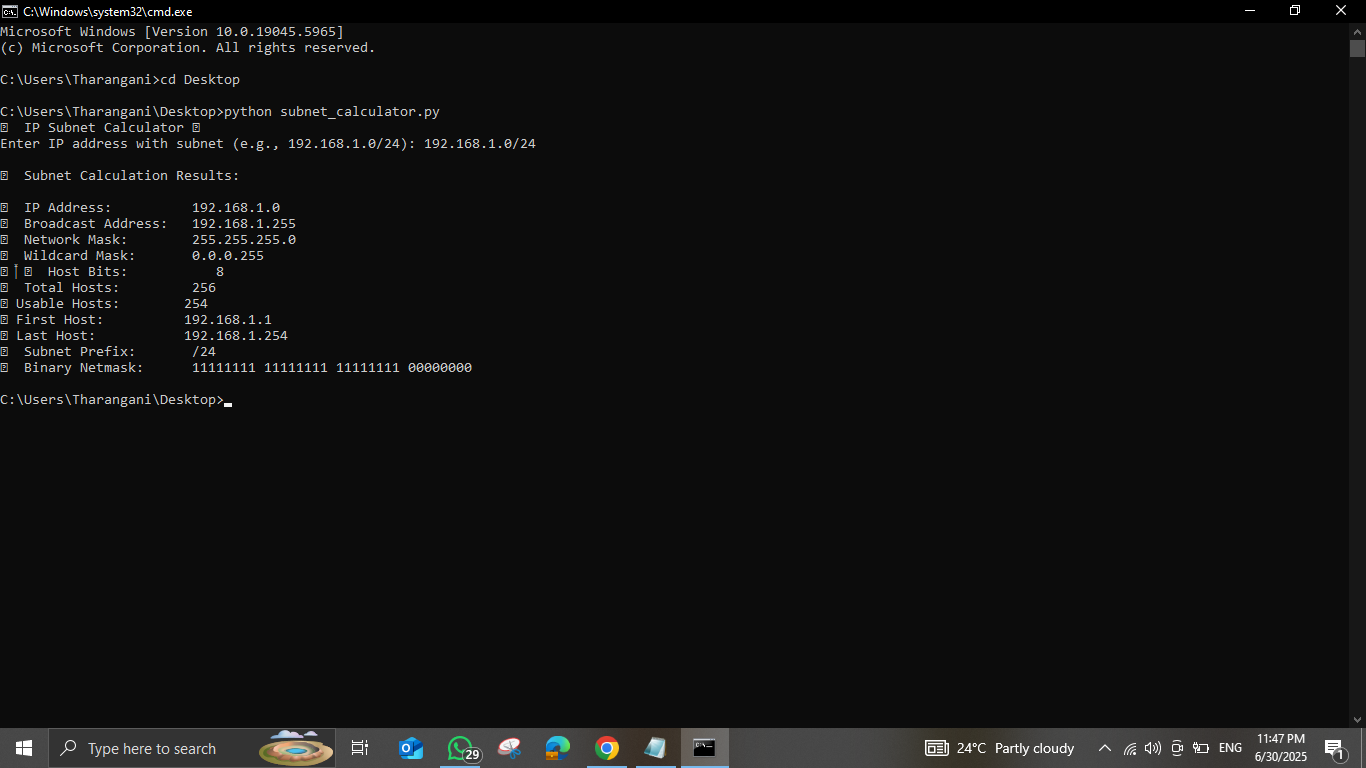 C:\Windows\system32\cmd.exe
Microsoft Windows [Version 10.0.19045.5965]
(c) Microsoft Corporation. All rights reserved.
C:\Users\Tharangani>cd Desktop
C:\Users\Tharangani\Desktop>python subnet_calculator.py
IP Subnet Calculator
Enter IP address with subnet (e.g., 192.168.1.0/24): 192.168.1.0/24
Subnet Calculation Results:
IP Address: 192.168.1.0
Broadcast Address: 192.168.1.255
Network Mask: 255.255.255.0
Wildcard Mask: 0.0.0.255
Host Bits: 8
Total Hosts: 256
Usable Hosts: 254
First Host: 192.168.1.1
Last Host: 192.168.1.254
Subnet Prefix: /24
Binary Netmask: 11111111 11111111 11111111 00000000
C:\Users\Tharangani\Desktop>
Type here to search
29
24°C Partly cloudy
ENG
11:47 PM
6/30/2025
1